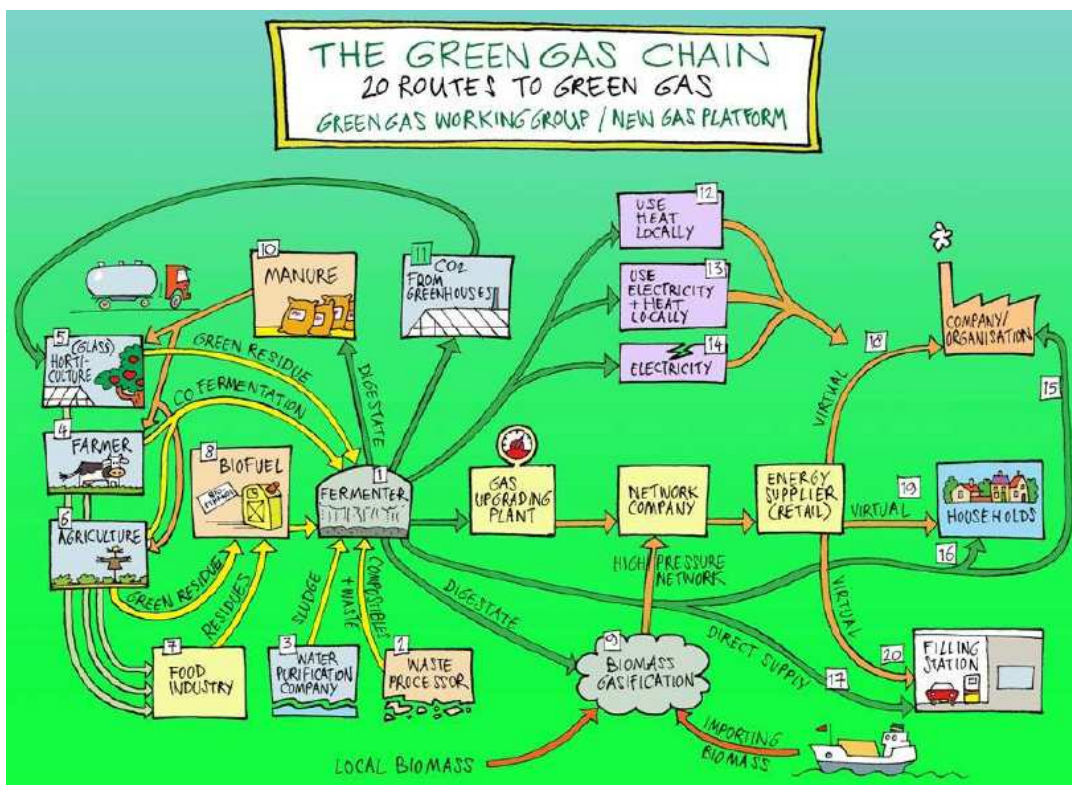 THE GREEN GAS CHAIN
20 ROUTES TO GREEN GAS
GREEN GAS WORKING GROUP / NEW GAS PLATFORM
12
USE
HEAT
LOCALLY
10
MANURE
11
CO2
FROM
GREENHOUSES
13
USE
ELECTRICITY
+ HEAT
LOCALLY
14
ELECTRICITY
COMPANY/
ORGANISATION
18
VIRTUAL
15
5
(GLASS)
HORTI-
CULTURE
GREEN RESIDUE
CO FERMENTATION
DIGESTATE
4
FARMER
8
BIOFUEL
1
FERMENTER
GAS
UPGRADING
PLANT
NETWORK
COMPANY
ENERGY
SUPPLIER
(RETAIL)
19
VIRTUAL
HOUSEHOLDS
16
6
AGRICULTURE
GREEN RESIDUE
RESIDUES
SLUDGE
COMPOSTIBLES
+ WASTE
DIGESTATE
HIGH PRESSURE
NETWORK
VIRTUAL
DIRECT SUPPLY
17
20
FILLING
STATION
7
FOOD
INDUSTRY
3
WATER
PURIFICATION
COMPANY
2
WASTE
PROCESSOR
9
BIOMASS
GASIFICATION
LOCAL BIOMASS
IMPORTING
BIOMASS